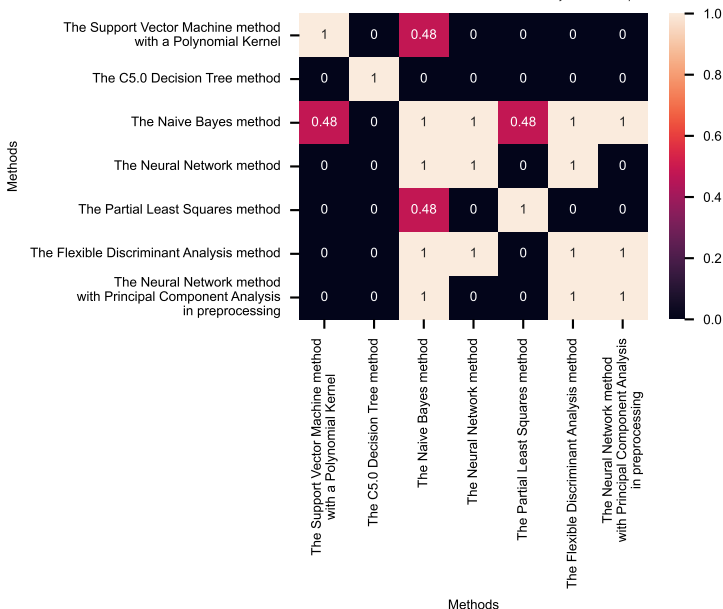 The Support Vector Machine method
with a Polynomial Kernel
1 0 0.48 0 0 0 0
The C5.0 Decision Tree method
0 1 0 0 0 0 0
The Naive Bayes method
0.48 0 1 1 0.48 1 1
The Neural Network method
0 0 1 1 0 1 0
The Partial Least Squares method
0 0 0.48 0 1 0 0
The Flexible Discriminant Analysis method
0 0 1 1 0 1 1
The Neural Network method
with Principal Component Analysis
in preprocessing
0 0 1 0 0 1 1
Methods
1.0
0.8
0.6
0.4
0.2
0.0
The Support Vector Machine method
with a Polynomial Kernel
The C5.0 Decision Tree method
The Naive Bayes method
The Neural Network method
The Partial Least Squares method
The Flexible Discriminant Analysis method
The Neural Network method
with Principal Component Analysis
in preprocessing
Methods